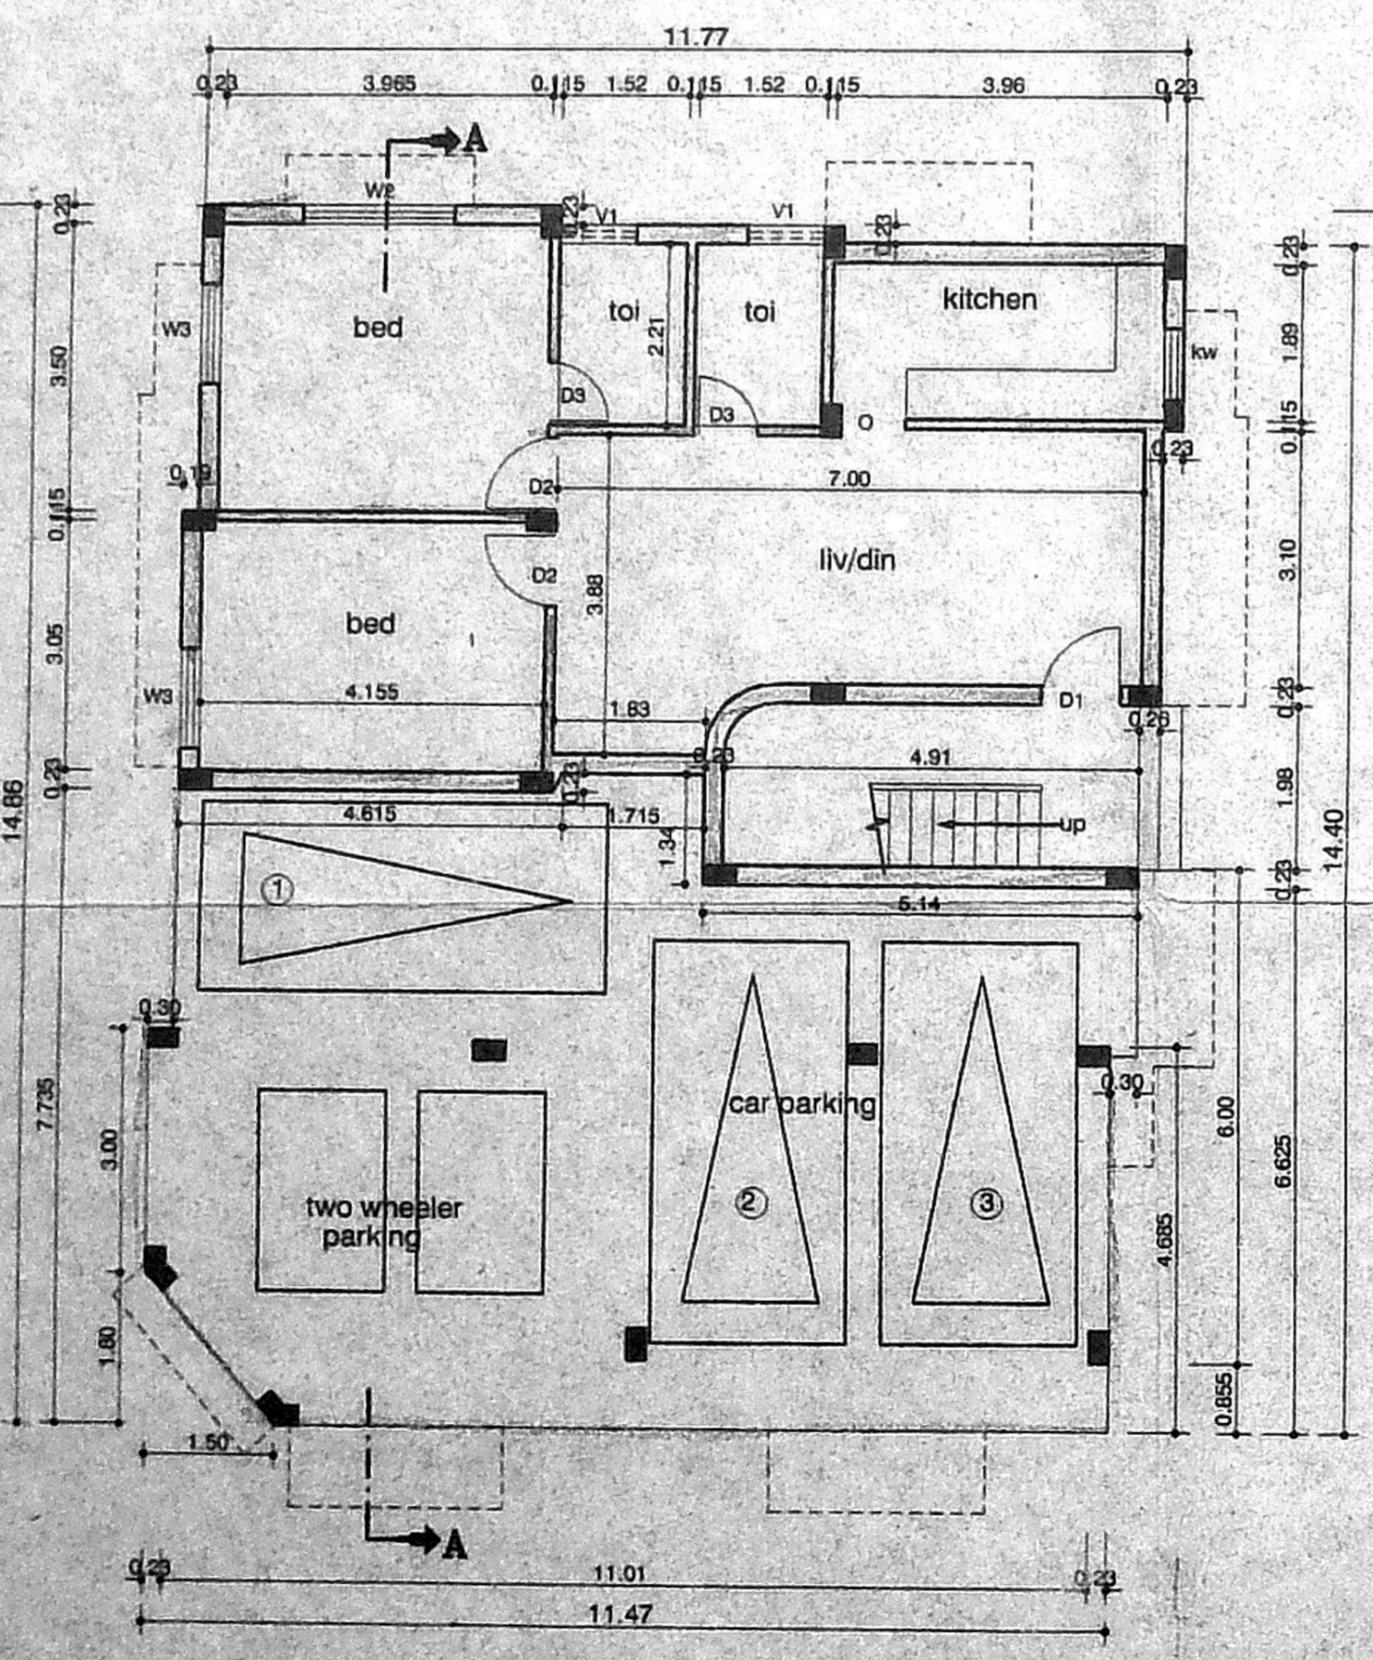 11.77
0.23 3.965 0.115 1.52 0.115 1.52 0.115 3.96 0.23
A
W2
0.23
0.23 V1 V1
0.23
0.23
W3
bed
toi
toi
kitchen
kw
2.21
3.50
1.89
D3
D3
O
0.115
0.23
0.19
D2
7.00
0.115
liv/din
3.10
D2
3.88
bed
3.05
W3
4.155
1.83
D1
0.23
0.26
0.23
0.23
0.23
4.91
1.98
14.86
4.615
1.715
1.34
up
14.40
0.23
1
5.14
0.30
car parking
0.30
7.735
3.00
6.00
6.625
two wheeler
parking
2
3
4.685
1.80
0.855
1.50
A
0.23 11.01 0.23
11.47